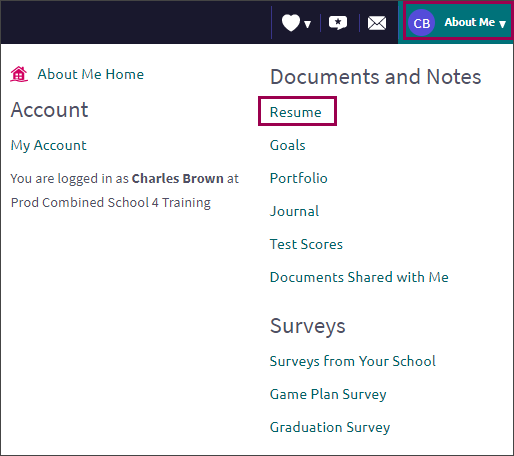 CB About Me
About Me Home
Account
My Account
You are logged in as Charles Brown at
Prod Combined School 4 Training
Documents and Notes
Resume
Goals
Portfolio
Journal
Test Scores
Documents Shared with Me
Surveys
Surveys from Your School
Game Plan Survey
Graduation Survey